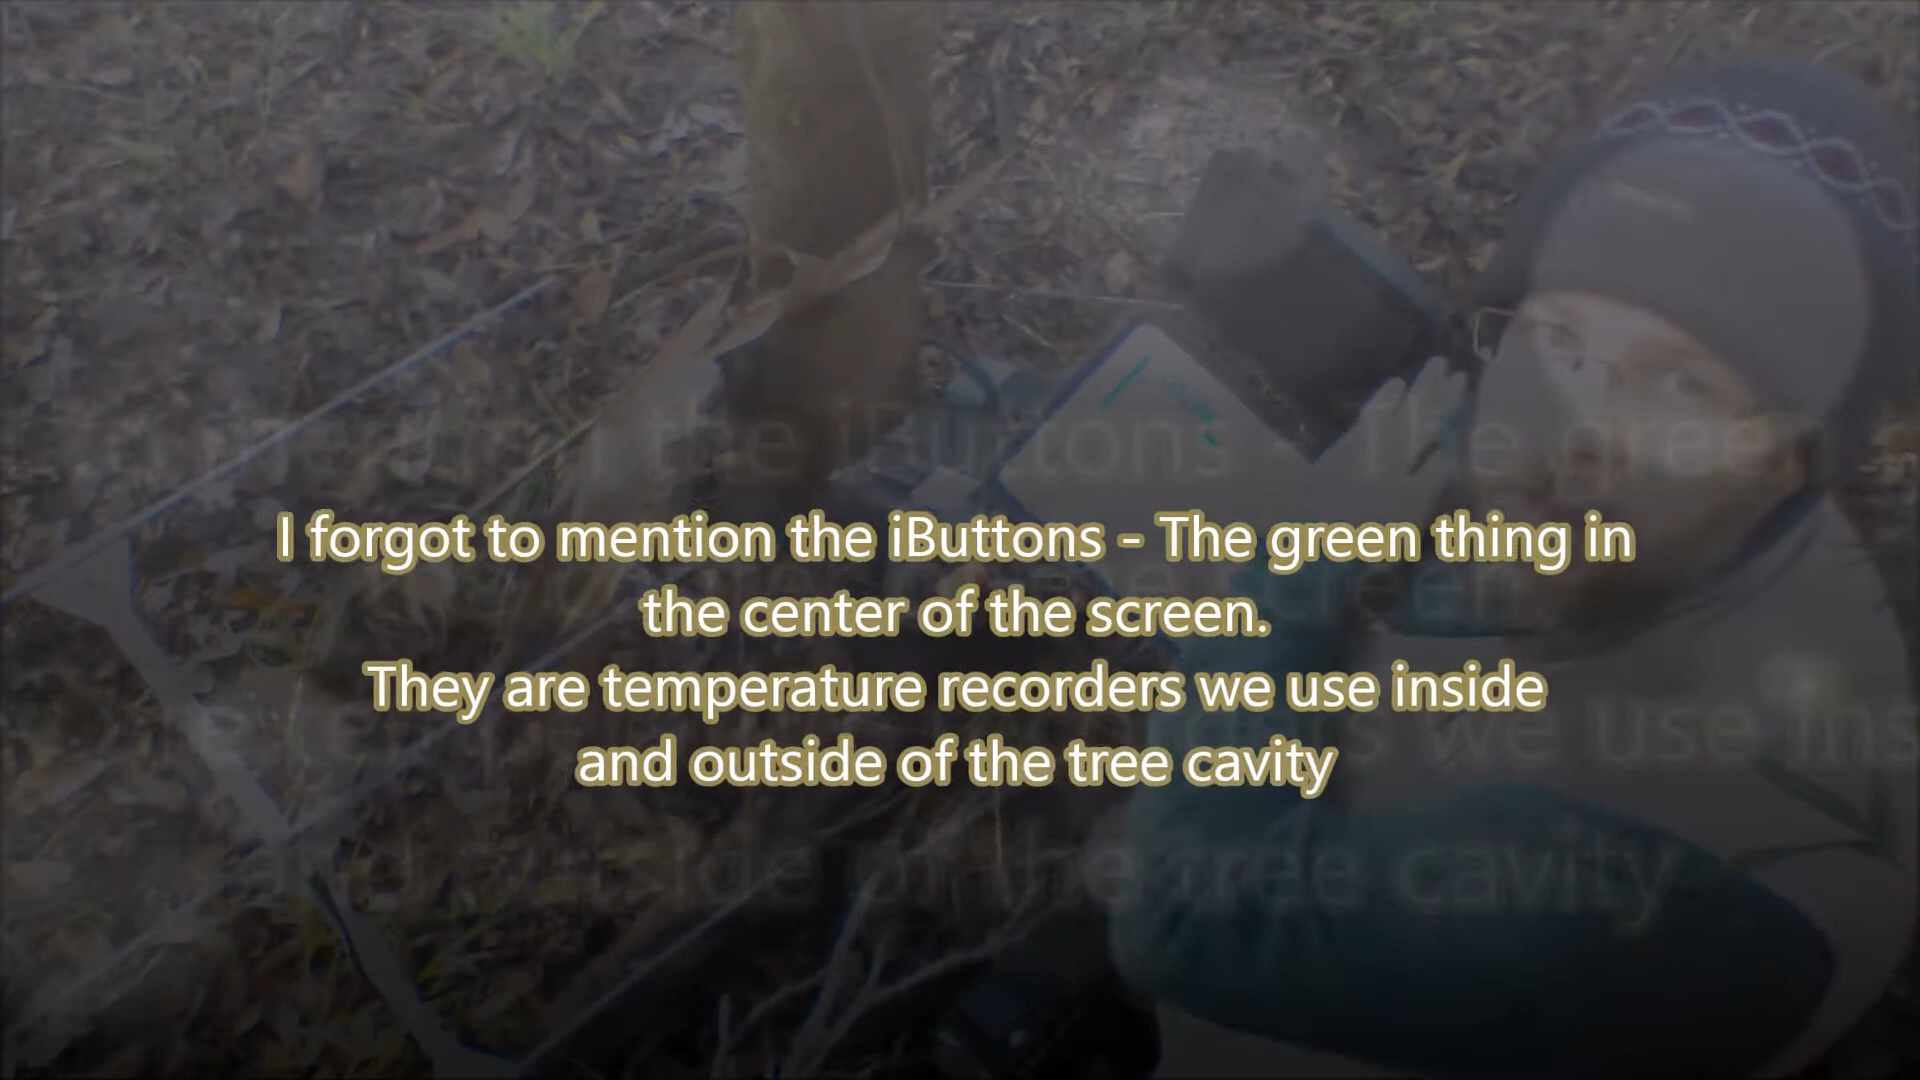 I forgot to mention the iButtons - The green thing in
the center of the screen.
They are temperature recorders we use inside
and outside of the tree cavity